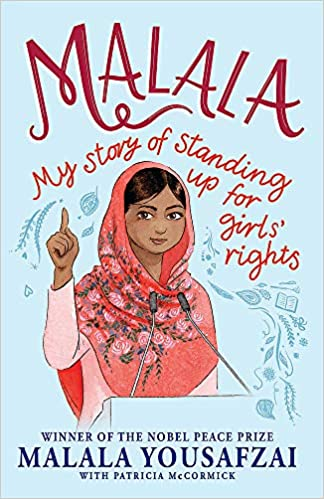 MALALA
My story of standing
up for
girls'
rights
WINNER OF THE NOBEL PEACE PRIZE
MALALA YOUSAFZAI
WITH PATRICIA McCORMICK